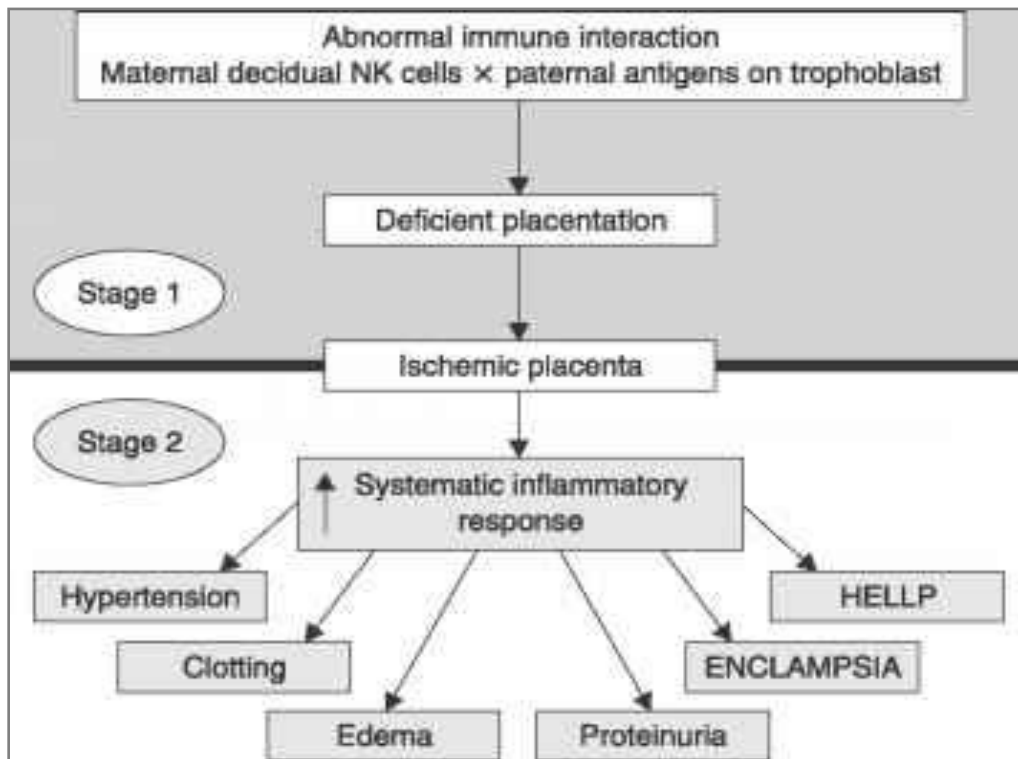 Abnormal immune interaction
Maternal decidual NK cells × paternal antigens on trophoblast
Deficient placentation
Stage 1
Ischernic placenta
Stage 2
Systematic inflammatory
response
Hypertension
HELLP
Clotting
ENCLAMPSIA
Edema
Proteinuria